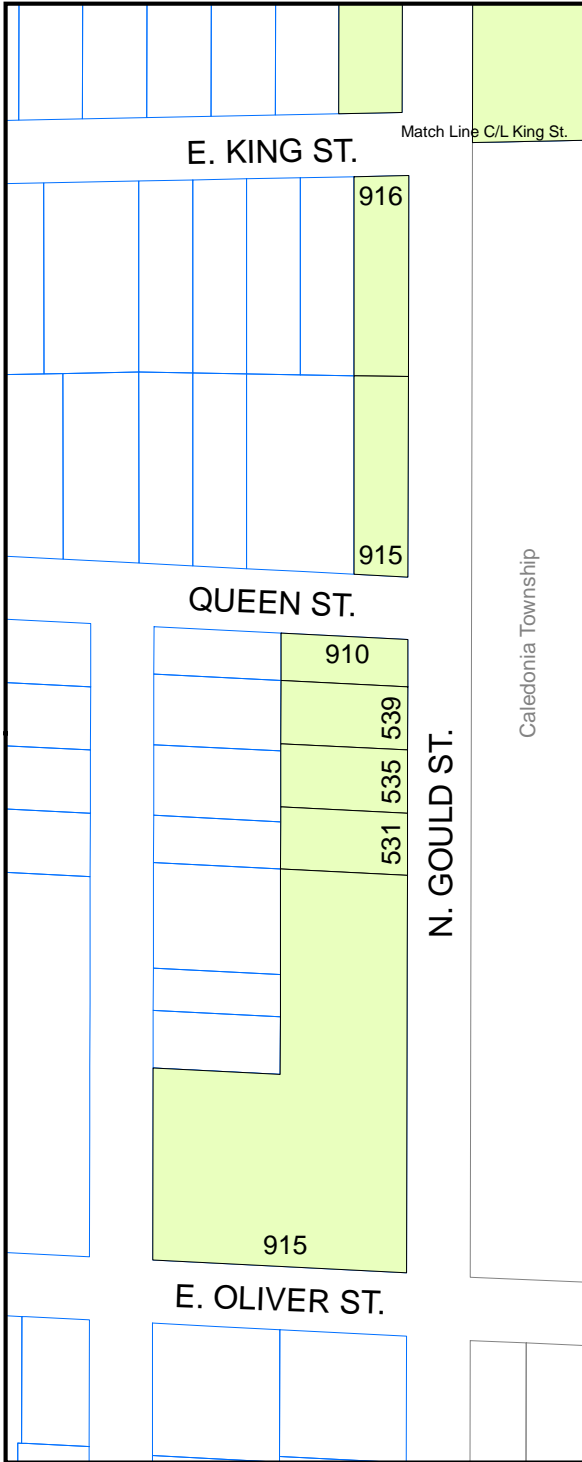 Match Line C/L King St.
E. KING ST.
916
915
QUEEN ST.
910
539
535
531
N. GOULD ST.
Caledonia Township
915
E. OLIVER ST.